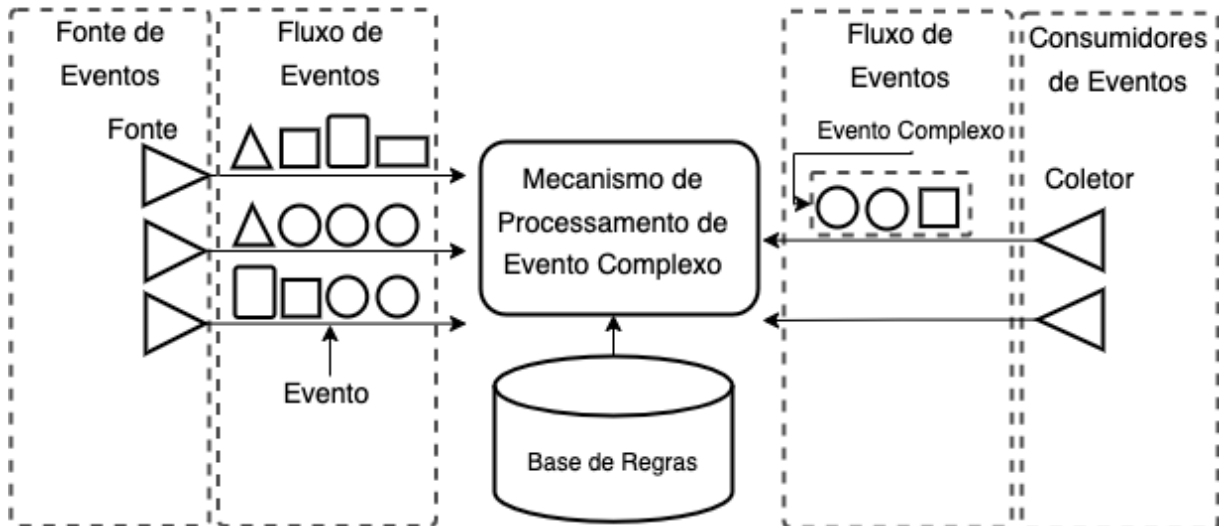 Fonte de
Eventos
Fluxo de
Eventos
Fluxo de
Eventos
Consumidores
de Eventos
Fonte
Evento Complexo
Mecanismo de
Processamento de
Evento Complexo
Coletor
Evento
Base de Regras